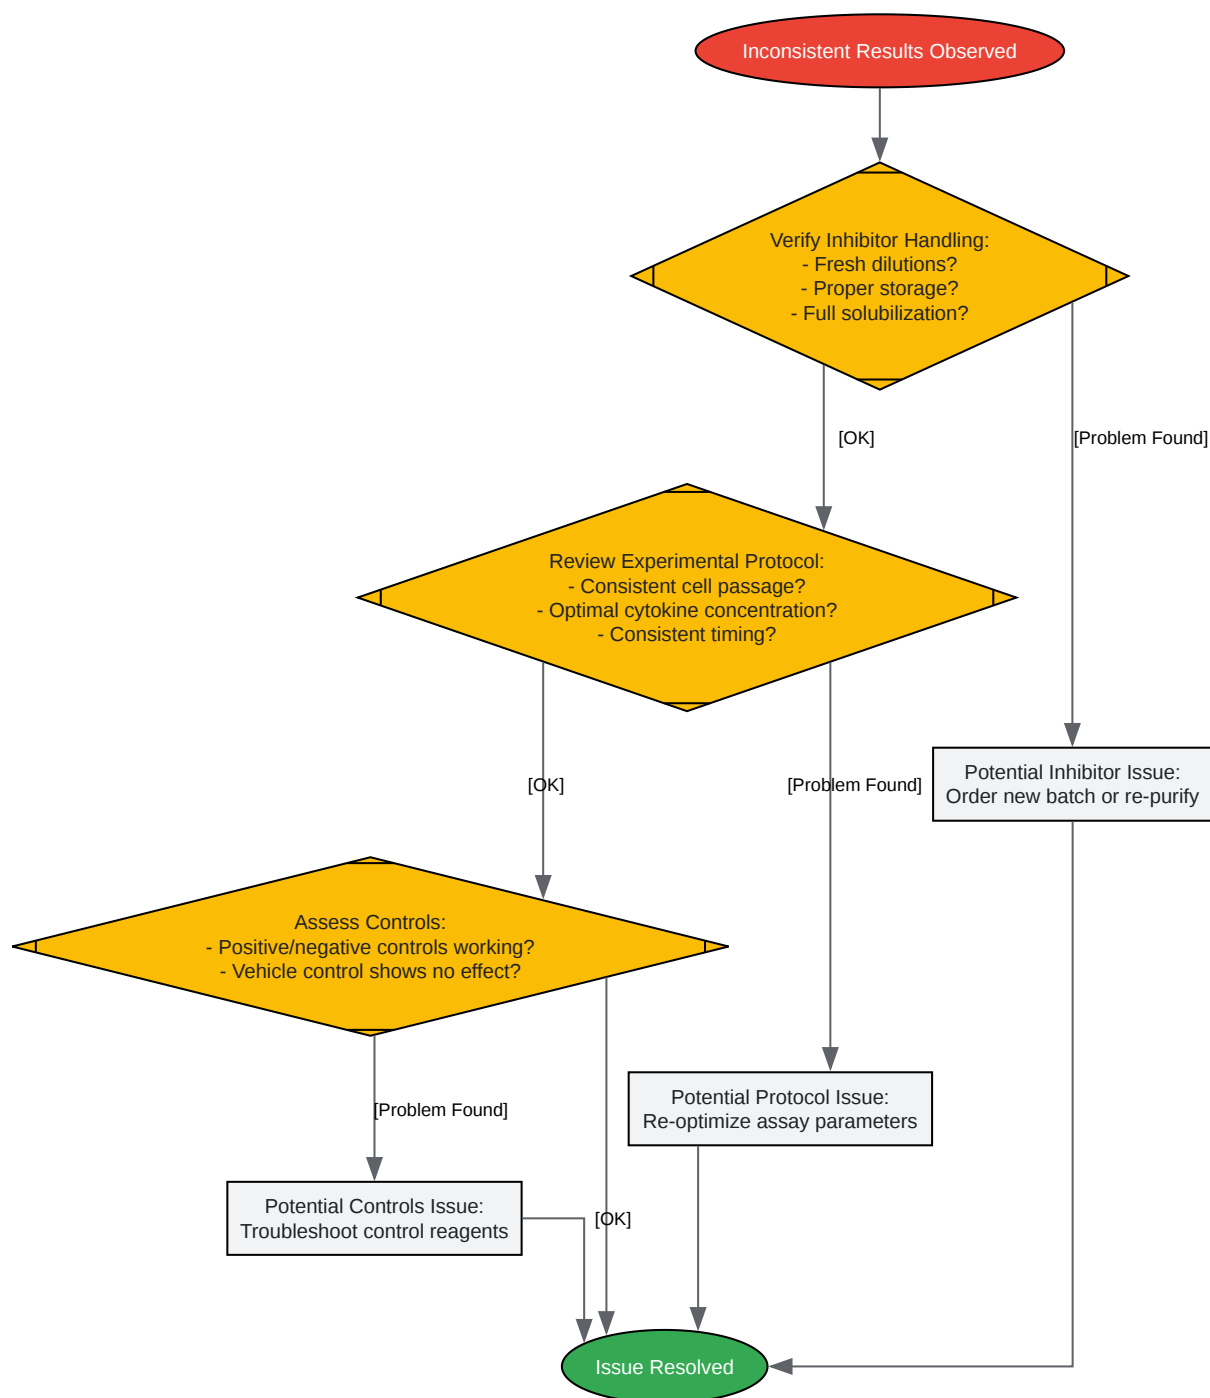 Inconsistent Results Observed
Verify Inhibitor Handling:
- Fresh dilutions?
- Proper storage?
- Full solubilization?
[OK]
[Problem Found]
Review Experimental Protocol:
- Consistent cell passage?
- Optimal cytokine concentration?
- Consistent timing?
[OK]
[Problem Found]
Potential Inhibitor Issue:
Order new batch or re-purify
Assess Controls:
- Positive/negative controls working?
- Vehicle control shows no effect?
[Problem Found]
Potential Protocol Issue:
Re-optimize assay parameters
Potential Controls Issue:
Troubleshoot control reagents
[OK]
Issue Resolved